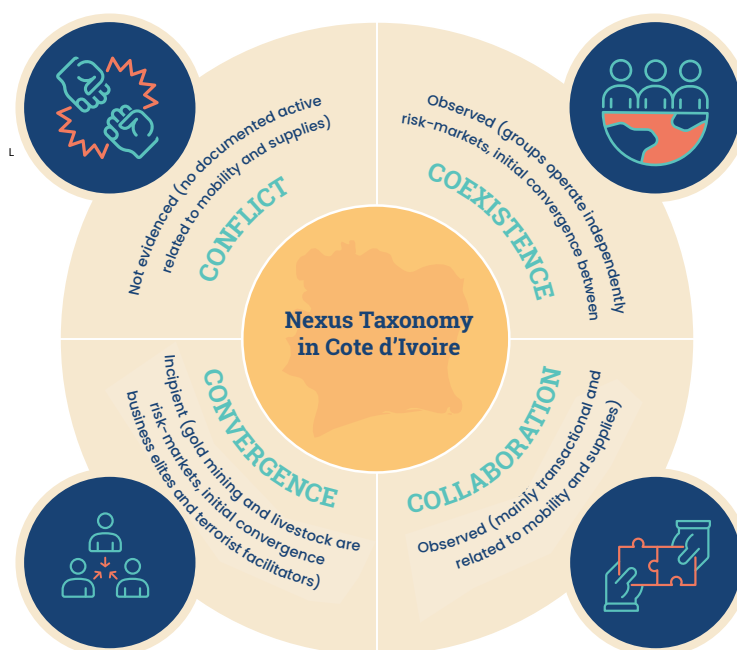 L
Not evidenced (no documented active
related to mobility and supplies)
CONFLICT
Observed (groups operate independently
risk-markets, initial convergence between
COEXISTENCE
Nexus Taxonomy
in Cote d'Ivoire
CONVERGENCE
Incipient (gold mining and livestock are
risk-markets, initial convergence
business elites and terrorist facilitators)
COLLABORATION
Observed (mainly transactional and
related to mobility and supplies)